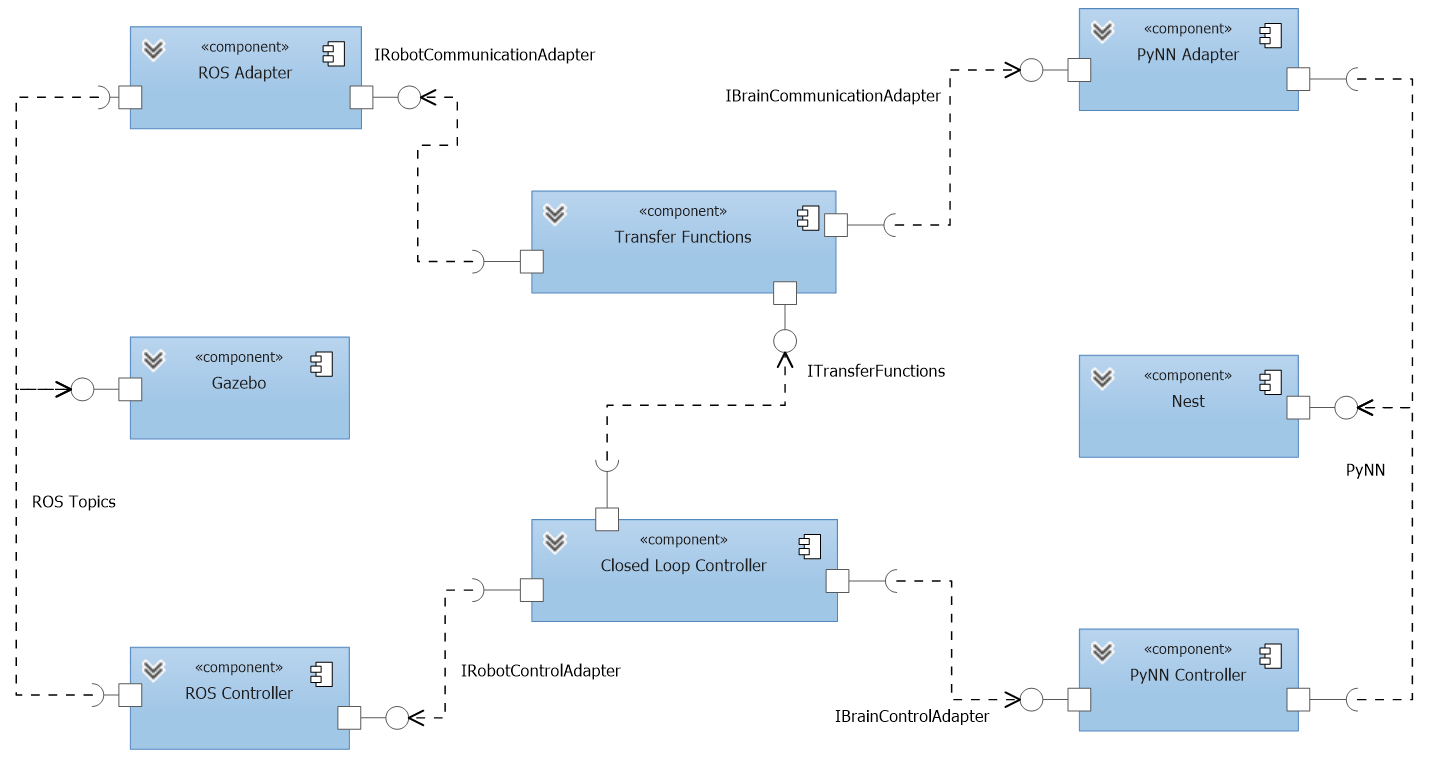 «component»
ROS Adapter
IRobotCommunicationAdapter
«component»
PyNN Adapter
IBrainCommunicationAdapter
«component»
Transfer Functions
«component»
Gazebo
ITransferFunctions
«component»
Nest
PyNN
ROS Topics
«component»
Closed Loop Controller
«component»
ROS Controller
IRobotControlAdapter
«component»
PyNN Controller
IBrainControlAdapter